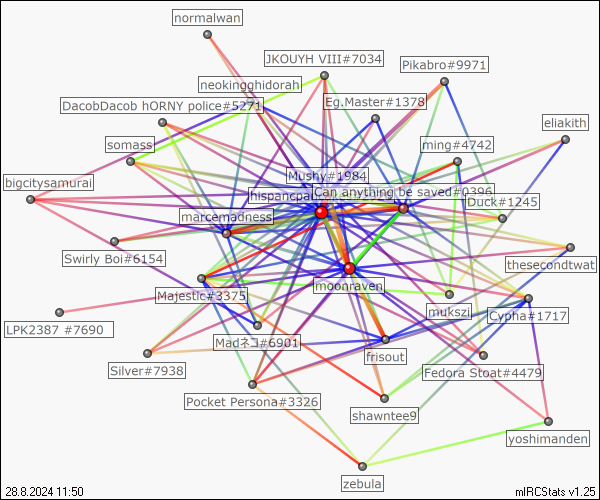 normalwan
JKOUYH VIII#7034
Pikabro#9971
neokingghidorah
DacobDacob hORNY police#5271
Eg.Master#1378
eliakith
somass
ming#4742
Mushy#1984
bigcitysamurai
hispancpa
Can anything be saved#0396
Duck#1245
marcemadness
Swirly Boi#6154
thesecondtwat
moonraven
Majestic#3375
mukszi
Cypha#1717
LPK2387 #7690
Madネコ#6901
frisout
Silver#7938
Fedora Stoat#4479
Pocket Persona#3326
shawntee9
yoshimanden
zebula
28.8.2024 11:50
mIRCStats v1.25